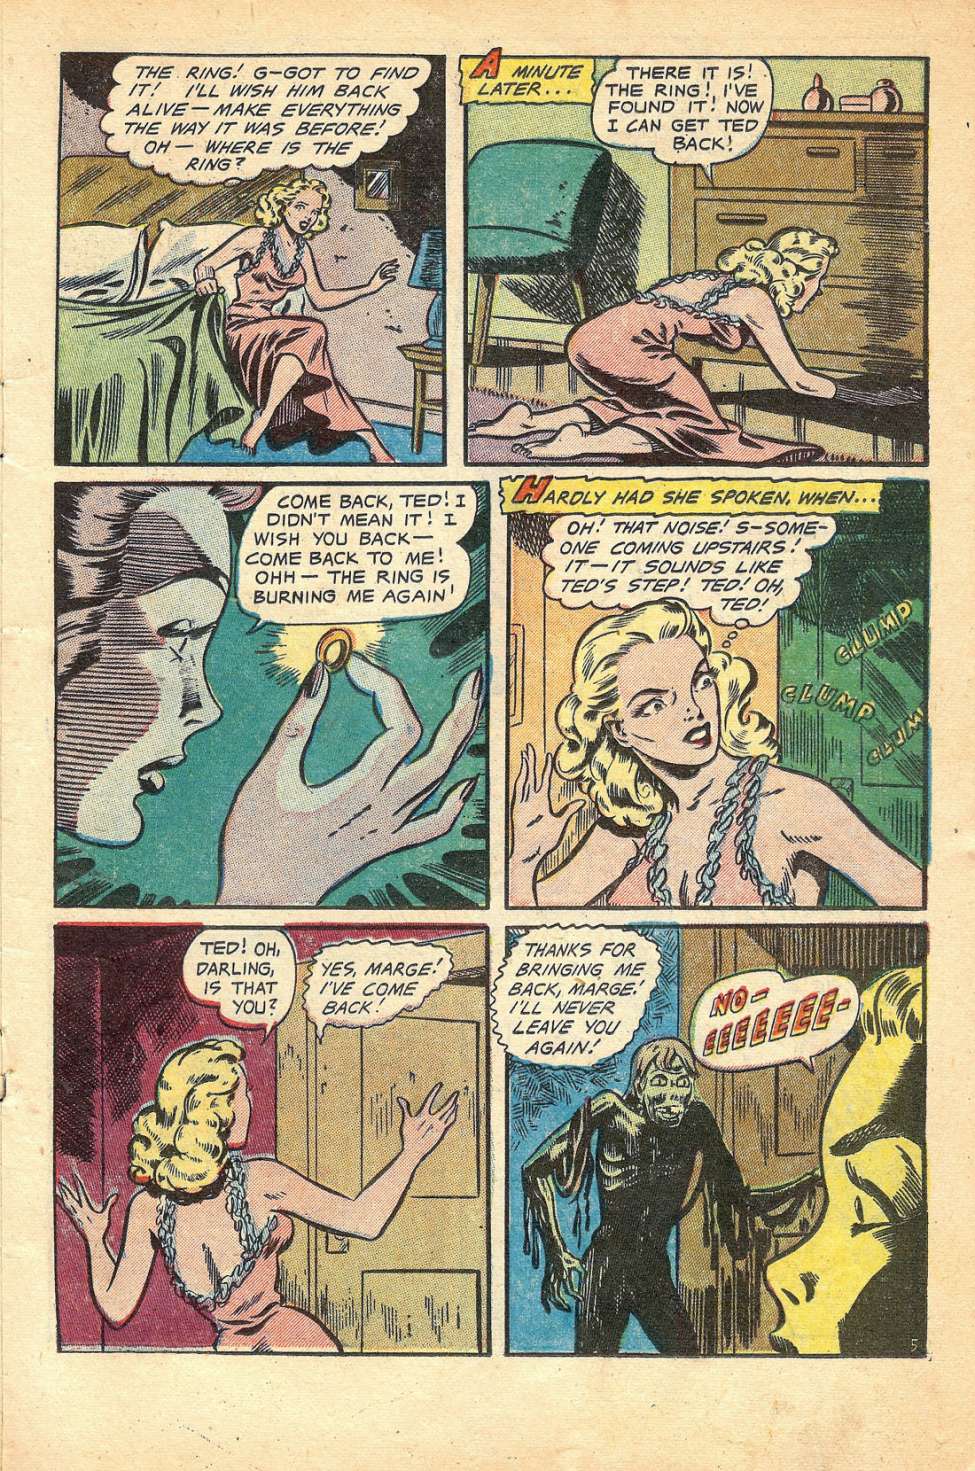 THE RING! G-GOT TO FIND
IT! I'LL WISH HIM BACK
ALIVE— MAKE EVERYTHING
THE WAY IT WAS BEFORE!
OH— WHERE IS THE
RING?
A MINUTE
LATER...
THERE IT IS!
THE RING! I'VE
FOUND IT! NOW
I CAN GET TED
BACK!
COME BACK, TED! I
DIDN'T MEAN IT! I
WISH YOU BACK—
COME BACK TO ME!
OHH— THE RING IS
BURNING ME AGAIN!
HARDLY HAD SHE SPOKEN, WHEN...
OH! THAT NOISE! S-SOME-
ONE COMING UPSTAIRS!
IT—IT SOUNDS LIKE
TED'S STEP! TED! OH,
TED!
CLUMP
CLUMP
CLUM
TED! OH,
DARLING,
IS THAT
YOU?
YES, MARGE!
I'VE COME
BACK!
THANKS FOR
BRINGING ME
BACK, MARGE!
I'LL NEVER
LEAVE YOU
AGAIN!
NO-
EEEEEEE-
5